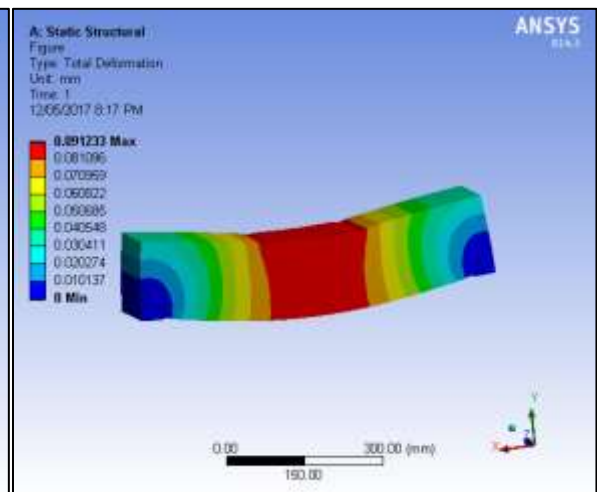 A: Static Structural
Figure
Type: Total Deformation
Unit: mm
Time: 1
12/05/2017 8:17 PM
ANSYS
0.091233 Max
0.081096
0.070959
0.060822
0.050685
0.040548
0.030411
0.020274
0.010137
0 Min
0.00
300.00 (mm)
150.00
Y
X
Z